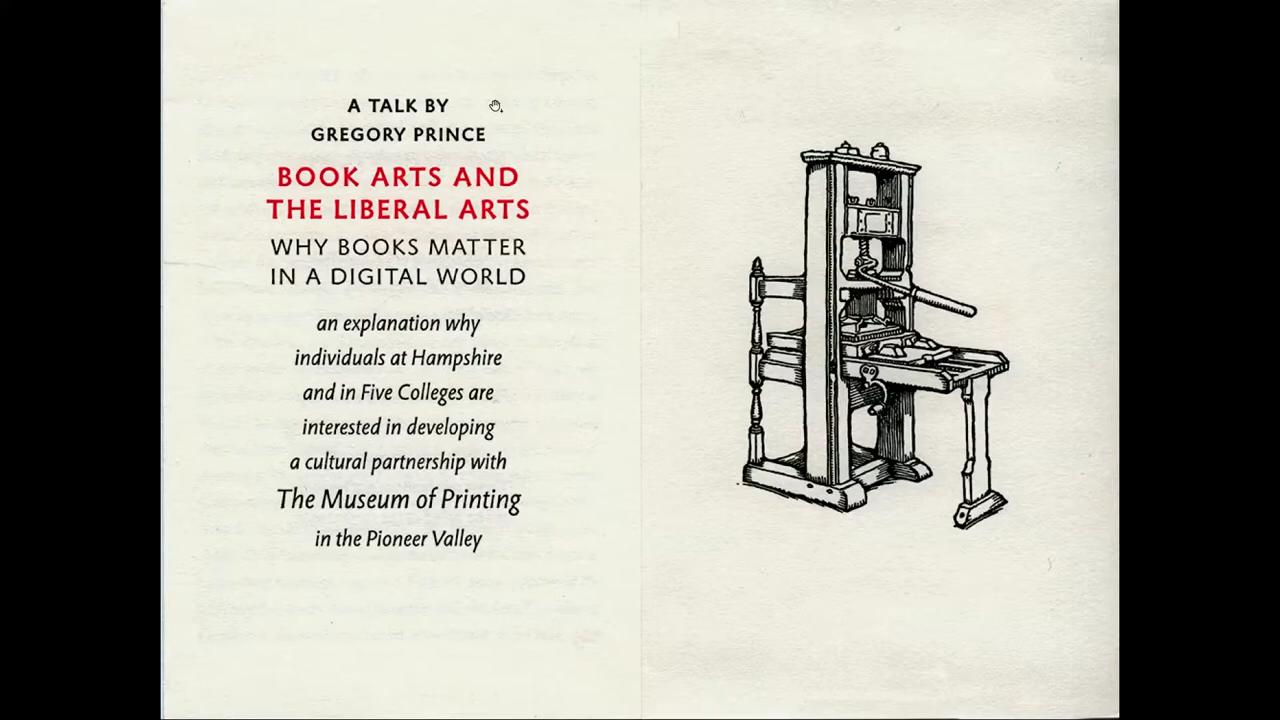 A TALK BY
GREGORY PRINCE
BOOK ARTS AND
THE LIBERAL ARTS
WHY BOOKS MATTER
IN A DIGITAL WORLD
an explanation why
individuals at Hampshire
and in Five Colleges are
interested in developing
a cultural partnership with
The Museum of Printing
in the Pioneer Valley